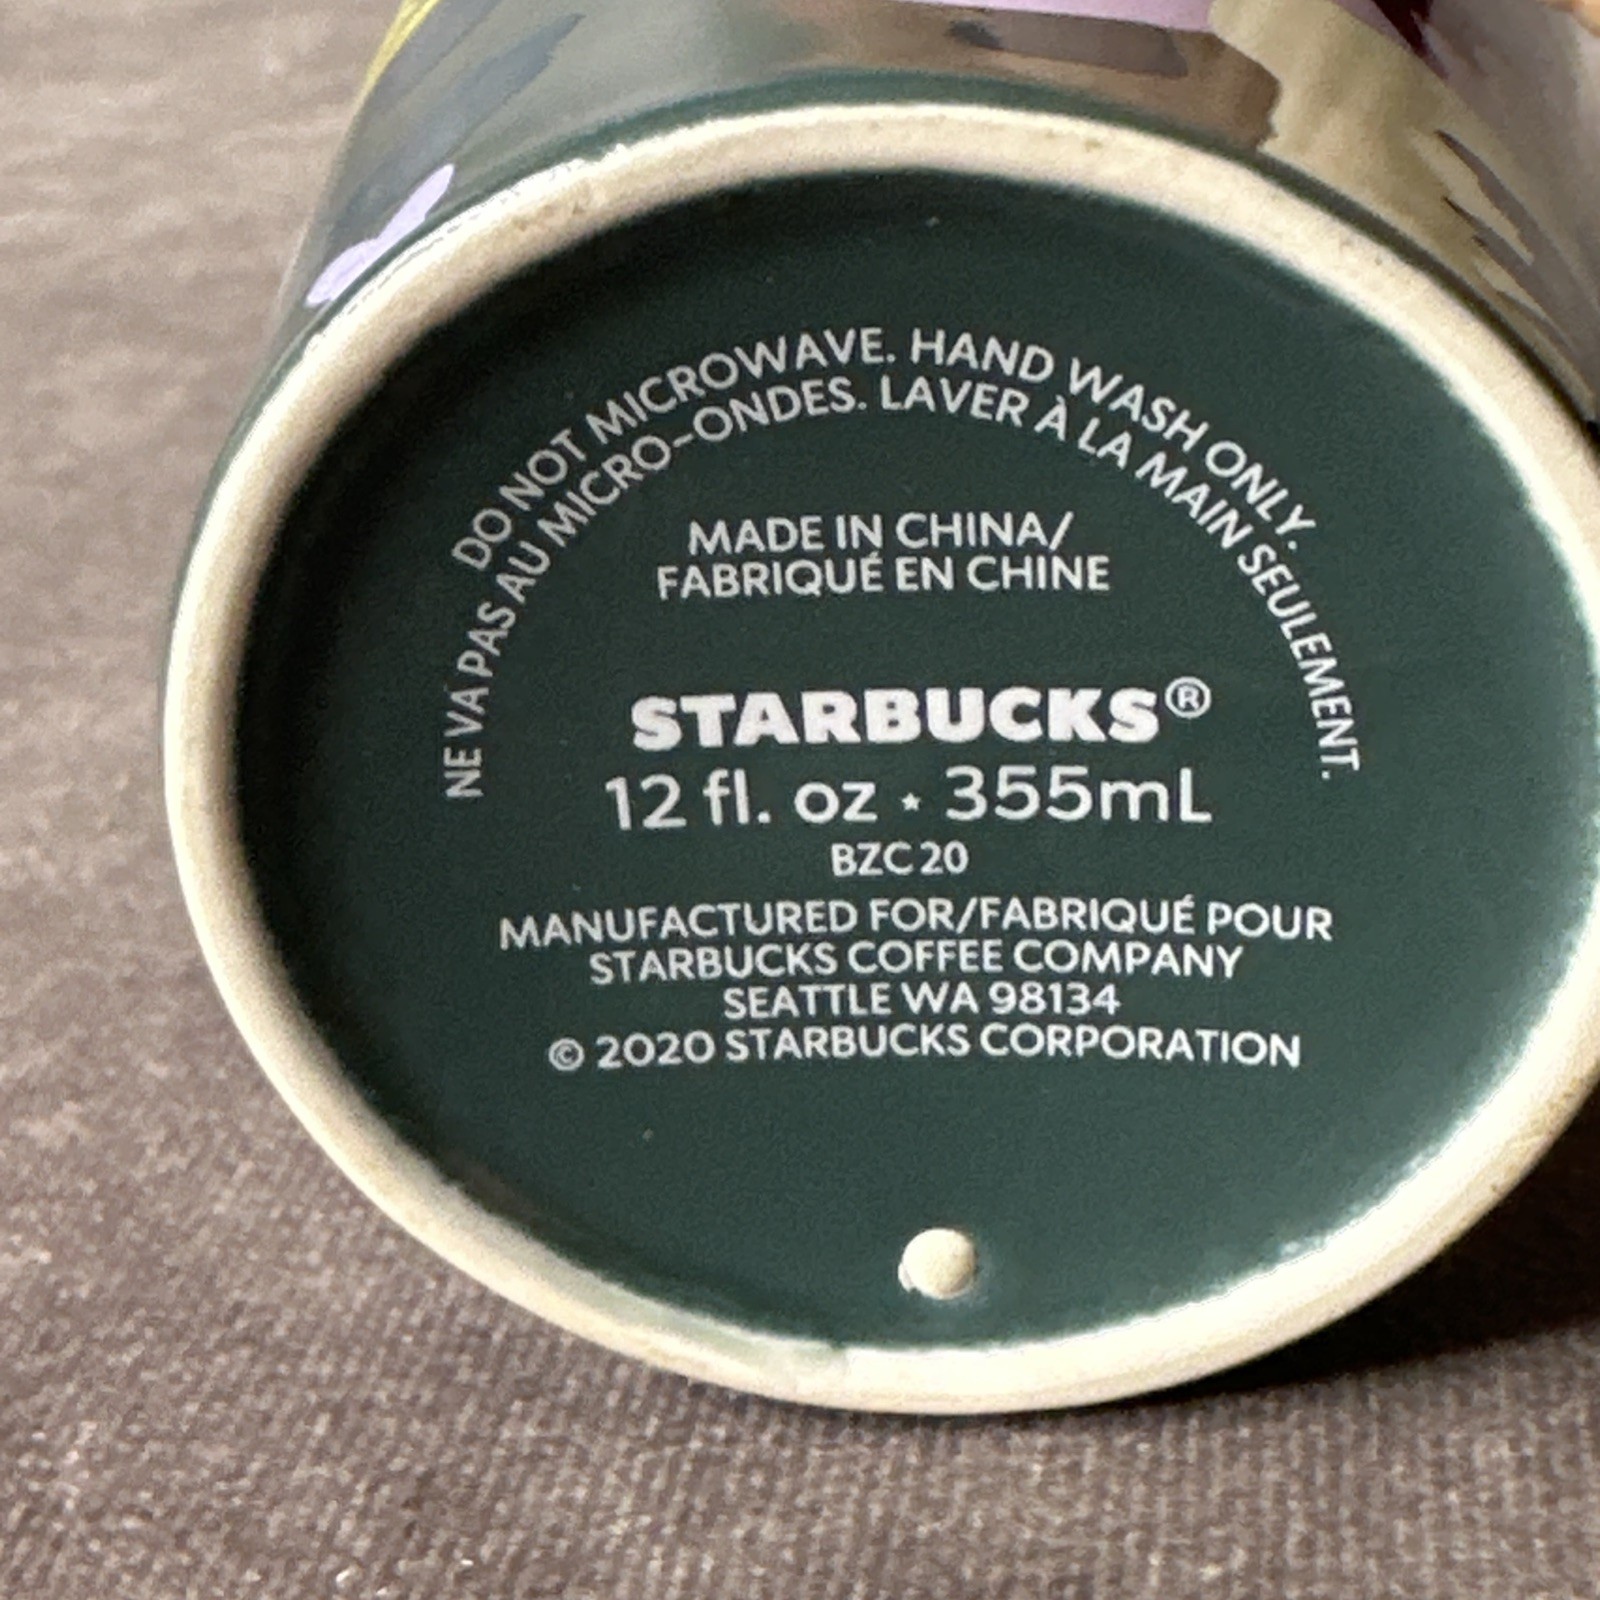 DO NOT MICROWAVE. HAND WASH ONLY.
NE VA PAS AU MICRO-ONDES. LAVER À LA MAIN SEULEMENT.
MADE IN CHINA/
FABRIQUÉ EN CHINE
STARBUCKS®
12 fl. oz ⋆ 355mL
BZC 20
MANUFACTURED FOR/FABRIQUÉ POUR
STARBUCKS COFFEE COMPANY
SEATTLE WA 98134
© 2020 STARBUCKS CORPORATION